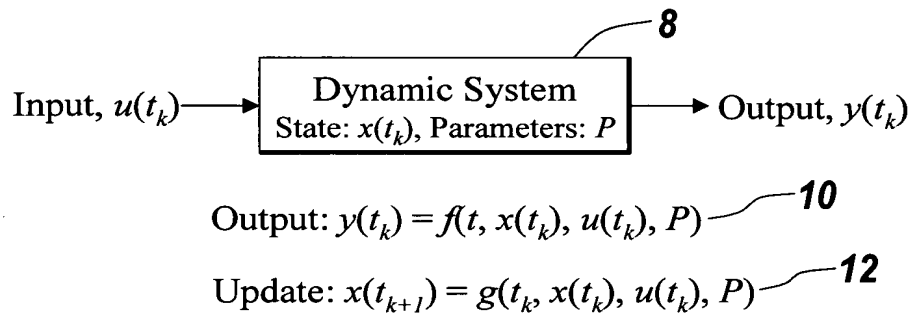 8
Input, u(tₖ)
Dynamic System
State: x(tₖ), Parameters: P
Output, y(tₖ)
Output: y(tₖ) = f(t, x(tₖ), u(tₖ), P)
10
Update: x(tₖ₊₁) = g(tₖ, x(tₖ), u(tₖ), P)
12